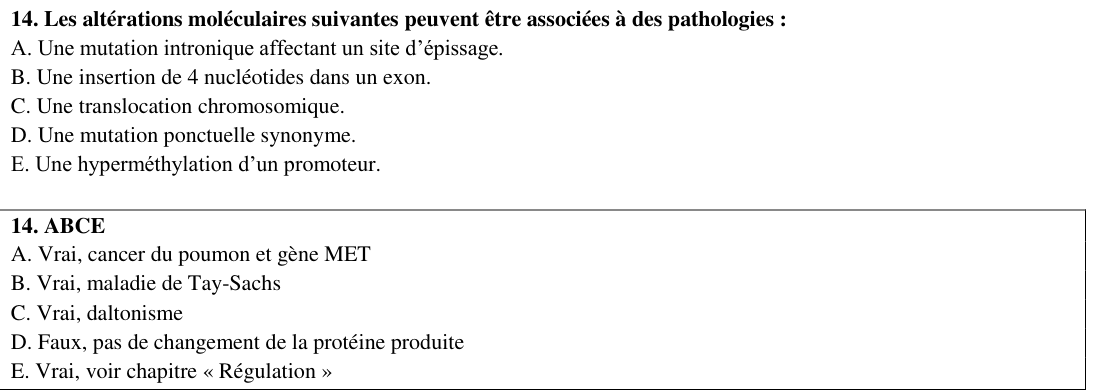 14. Les altérations moléculaires suivantes peuvent être associées à des pathologies :
A. Une mutation intronique affectant un site d’épissage.
B. Une insertion de 4 nucléotides dans un exon.
C. Une translocation chromosomique.
D. Une mutation ponctuelle synonyme.
E. Une hyperméthylation d’un promoteur.
14. ABCE
A. Vrai, cancer du poumon et gène MET
B. Vrai, maladie de Tay-Sachs
C. Vrai, daltonisme
D. Faux, pas de changement de la protéine produite
E. Vrai, voir chapitre « Régulation »